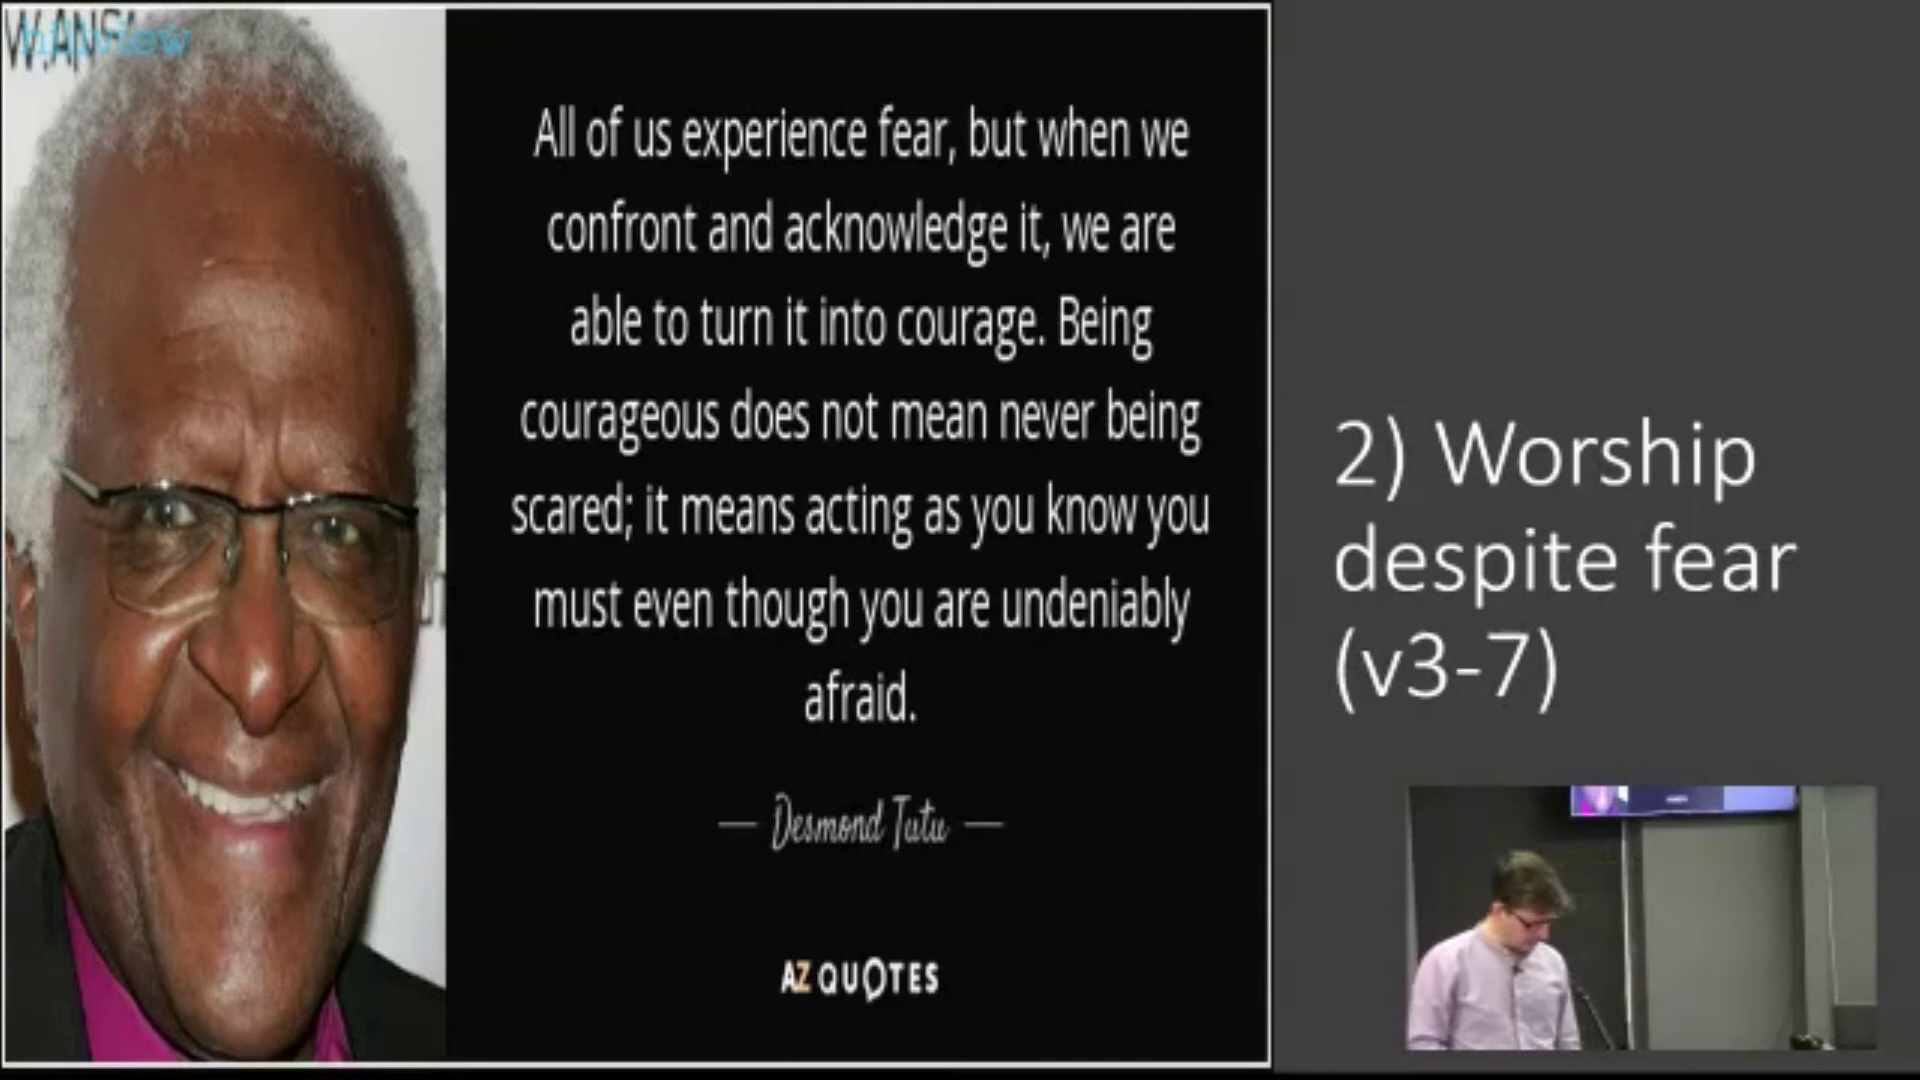 All of us experience fear, but when we
confront and acknowledge it, we are
able to turn it into courage. Being
courageous does not mean never being
scared; it means acting as you know you
must even though you are undeniably
afraid.
— Desmond Tutu —
AZ QUOTES
2) Worship
despite fear
(v3-7)